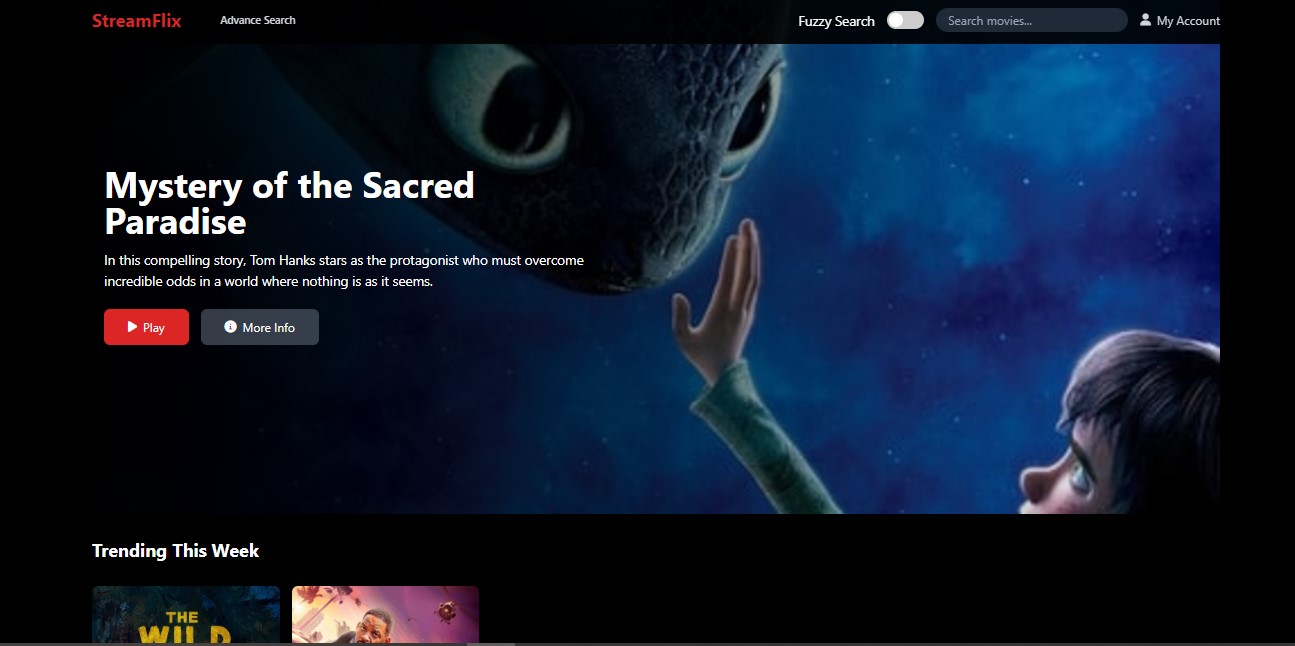 StreamFlix
Advance Search
Fuzzy Search
Search movies...
My Account
Mystery of the Sacred
Paradise
In this compelling story, Tom Hanks stars as the protagonist who must overcome
incredible odds in a world where nothing is as it seems.
Play
More Info
Trending This Week
THE
WILD